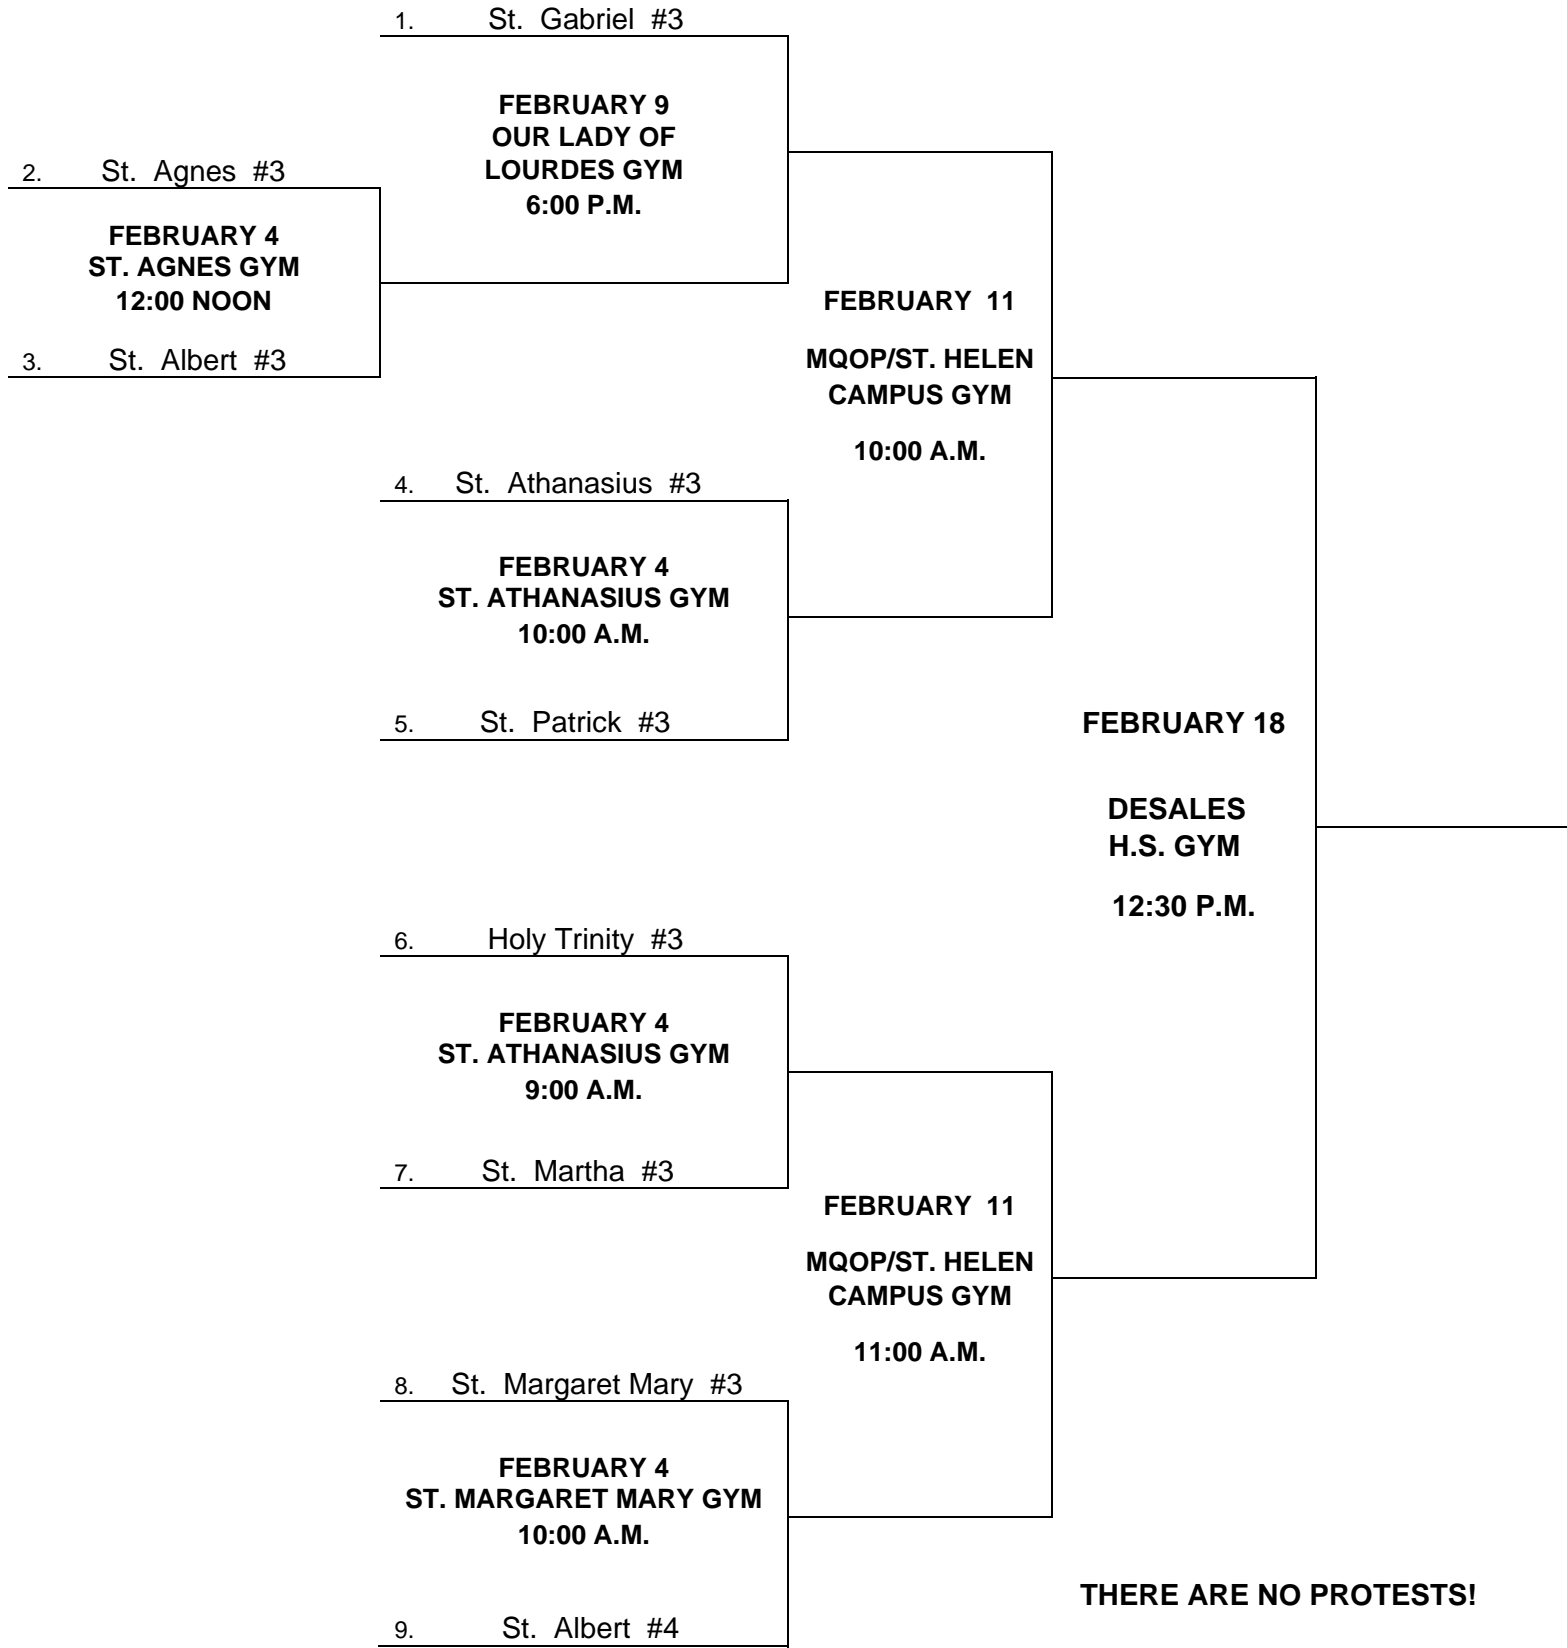 1. St. Gabriel #3
FEBRUARY 9
OUR LADY OF
LOURDES GYM
6:00 P.M.
2. St. Agnes #3
FEBRUARY 4
ST. AGNES GYM
12:00 NOON
3. St. Albert #3
FEBRUARY 11
MQOP/ST. HELEN
CAMPUS GYM
10:00 A.M.
4. St. Athanasius #3
FEBRUARY 4
ST. ATHANASIUS GYM
10:00 A.M.
5. St. Patrick #3
FEBRUARY 18
DESALES
H.S. GYM
12:30 P.M.
6. Holy Trinity #3
FEBRUARY 4
ST. ATHANASIUS GYM
9:00 A.M.
7. St. Martha #3
FEBRUARY 11
MQOP/ST. HELEN
CAMPUS GYM
11:00 A.M.
8. St. Margaret Mary #3
FEBRUARY 4
ST. MARGARET MARY GYM
10:00 A.M.
9. St. Albert #4
THERE ARE NO PROTESTS!